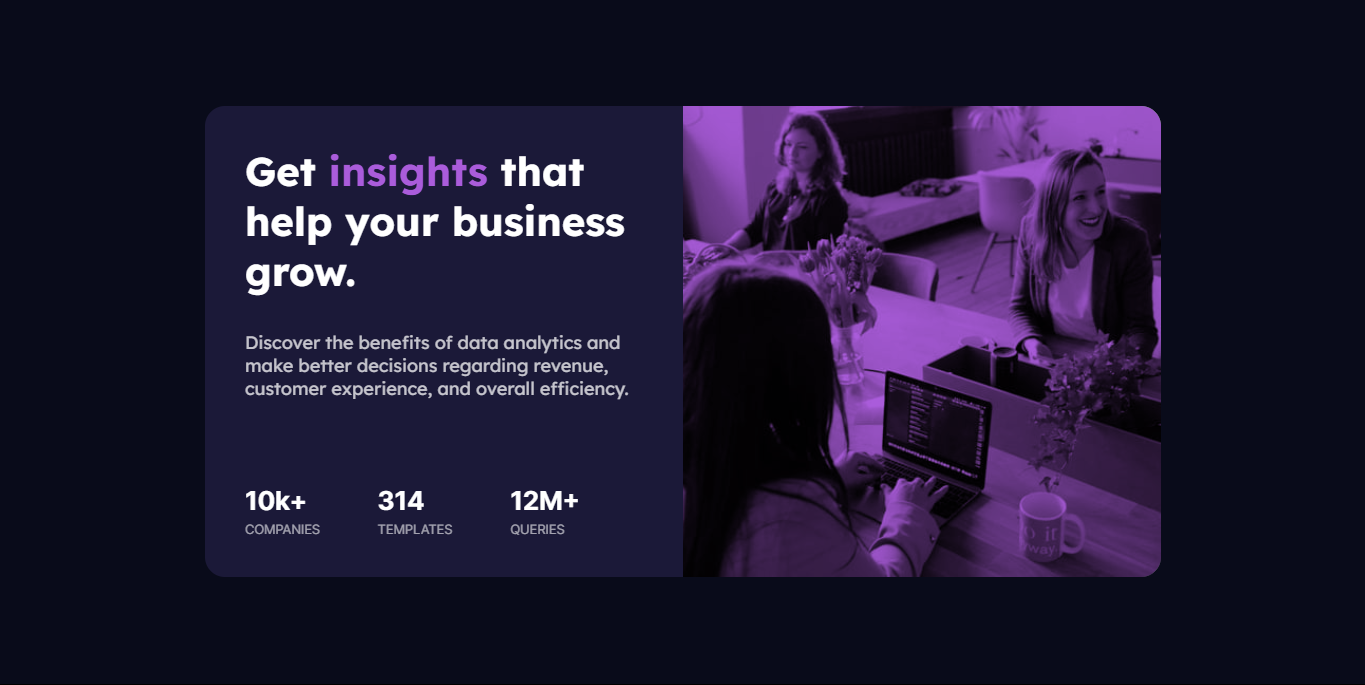 Get insights that
help your business
grow.
Discover the benefits of data analytics and
make better decisions regarding revenue,
customer experience, and overall efficiency.
10k+ 314 12M+
COMPANIES TEMPLATES QUERIES